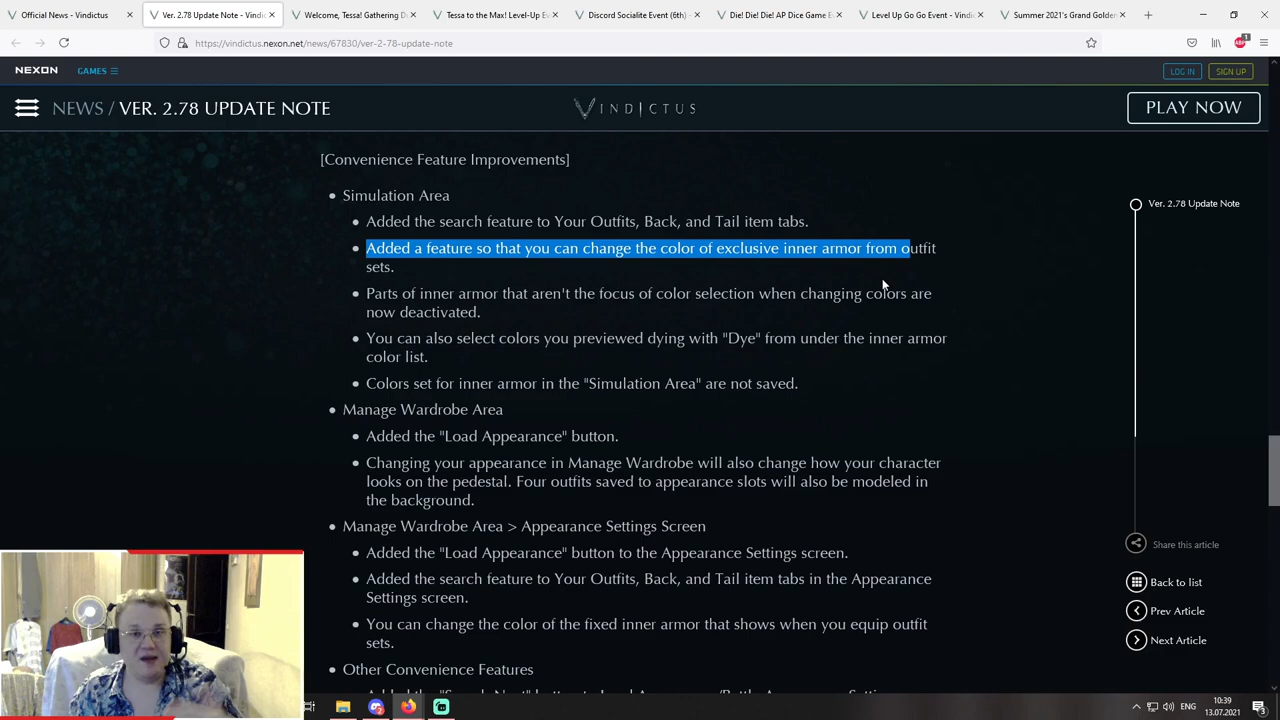 Official News - Vindictus
Ver. 2.78 Update Note - Vindict
Welcome, Tessa! Gathering D
Tessa to the Max! Level-Up Ev
Discord Socialite Event (6th) -
Die! Die! Die! AP Dice Game E
Level Up Go Go Event - Vindic
Summer 2021's Grand Golden
https://vindictus.nexon.net/news/67830/ver-2-78-update-note
NEXON GAMES LOG IN SIGN UP
NEWS / VER. 2.78 UPDATE NOTE VINDICTUS PLAY NOW
[Convenience Feature Improvements]
Simulation Area
Added the search feature to Your Outfits, Back, and Tail item tabs.
Added a feature so that you can change the color of exclusive inner armor from outfit
sets.
Parts of inner armor that aren't the focus of color selection when changing colors are
now deactivated.
You can also select colors you previewed dying with "Dye" from under the inner armor
color list.
Colors set for inner armor in the "Simulation Area" are not saved.
Manage Wardrobe Area
Added the "Load Appearance" button.
Changing your appearance in Manage Wardrobe will also change how your character
looks on the pedestal. Four outfits saved to appearance slots will also be modeled in
the background.
Manage Wardrobe Area > Appearance Settings Screen
Added the "Load Appearance" button to the Appearance Settings screen.
Added the search feature to Your Outfits, Back, and Tail item tabs in the Appearance
Settings screen.
You can change the color of the fixed inner armor that shows when you equip outfit
sets.
Other Convenience Features
Ver. 2.78 Update Note
Share this article
Back to list
Prev Article
Next Article
ENG
10:39
13.07.2021